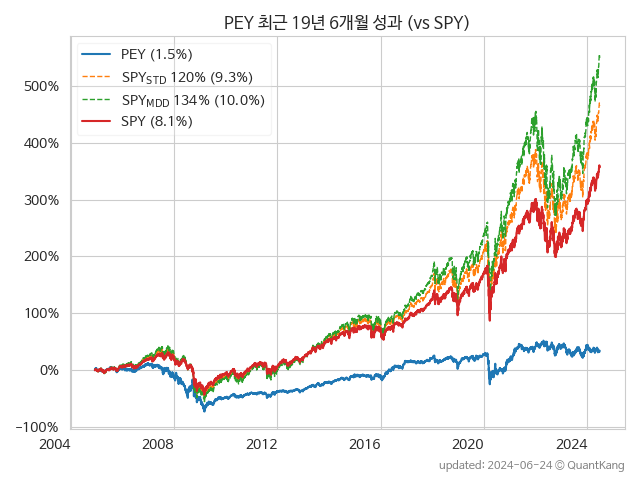 PEY 최근 19년 6개월 성과 (vs SPY)
PEY (1.5%)
SPY_STD 120% (9.3%)
SPY_MDD 134% (10.0%)
SPY (8.1%)
500%
400%
300%
200%
100%
0%
−100%
2004 2008 2012 2016 2020 2024
updated: 2024-06-24 © QuantKang